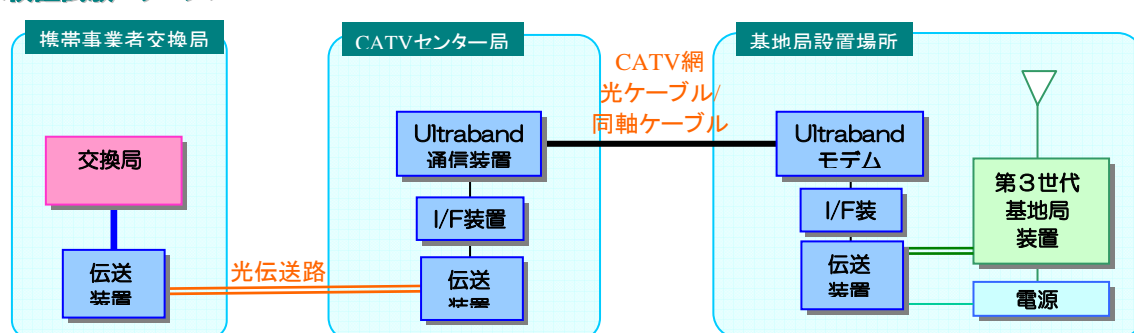 携帯事業者交換局
交換局
伝送
装置
光伝送路
CATVセンター局
Ultraband
通信装置
I/F装置
伝送
装置
CATV網
光ケーブル/
同軸ケーブル
基地局設置場所
Ultraband
モデム
I/F装
伝送
装置
第3世代
基地局
装置
電源